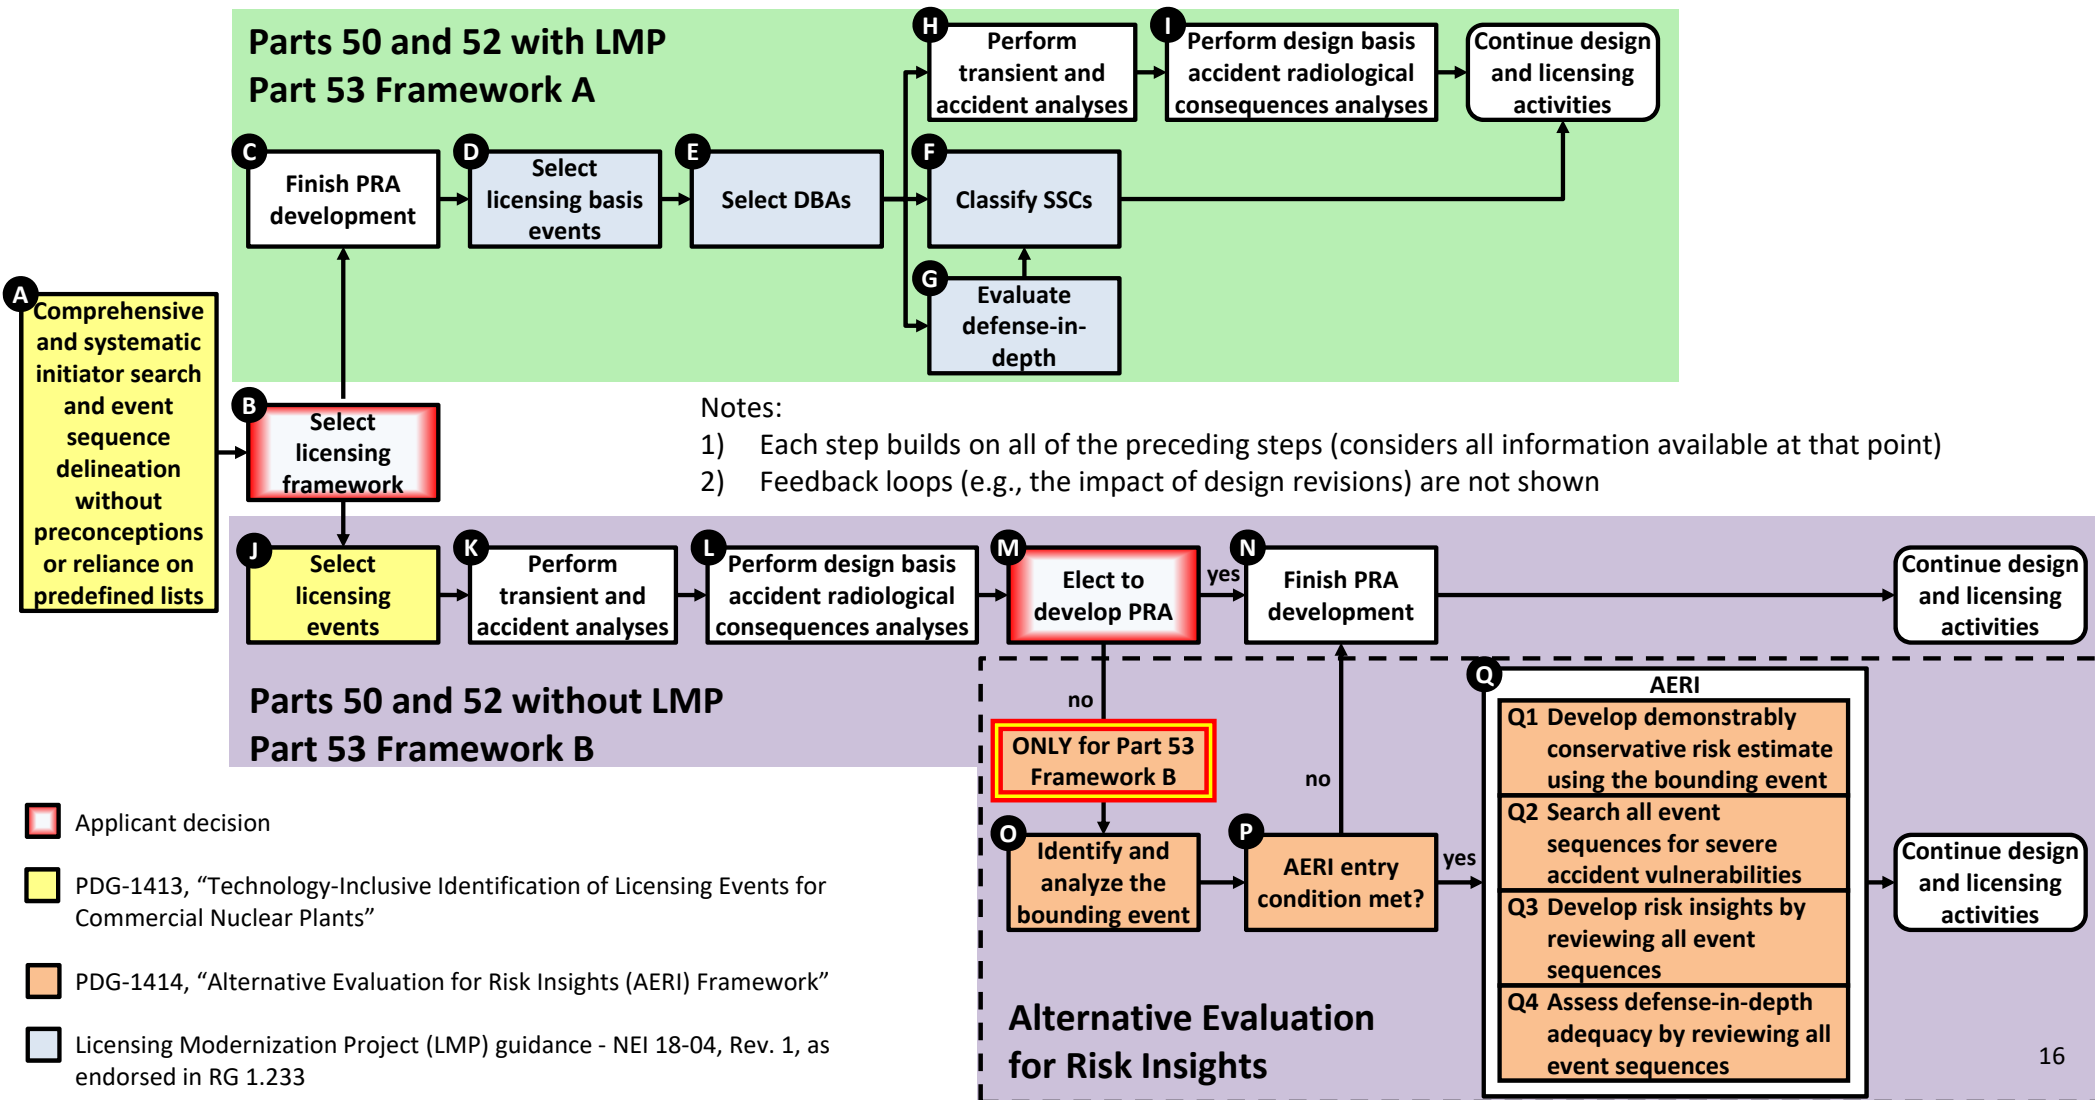 Parts 50 and 52 with LMP
Part 53 Framework A
H
Perform
transient and
accident analyses
I
Perform design basis
accident radiological
consequences analyses
Continue design
and licensing
activities
C
Finish PRA
development
D
Select
licensing basis
events
E
Select DBAs
F
Classify SSCs
G
Evaluate
defense-in-
depth
A
Comprehensive
and systematic
initiator search
and event
sequence
delineation
without
preconceptions
or reliance on
predefined lists
B
Select
licensing
framework
Notes:
1) Each step builds on all of the preceding steps (considers all information available at that point)
2) Feedback loops (e.g., the impact of design revisions) are not shown
J
Select
licensing
events
K
Perform
transient and
accident analyses
L
Perform design basis
accident radiological
consequences analyses
M
Elect to
develop PRA
yes
N
Finish PRA
development
Continue design
and licensing
activities
Parts 50 and 52 without LMP
Part 53 Framework B
no
ONLY for Part 53
Framework B
no
O
Identify and
analyze the
bounding event
P
AERI entry
condition met?
yes
Q
AERI
Q1 Develop demonstrably
conservative risk estimate
using the bounding event
Q2 Search all event
sequences for severe
accident vulnerabilities
Q3 Develop risk insights by
reviewing all event
sequences
Q4 Assess defense-in-depth
adequacy by reviewing all
event sequences
Continue design
and licensing
activities
Alternative Evaluation
for Risk Insights
Applicant decision
PDG-1413, “Technology-Inclusive Identification of Licensing Events for
Commercial Nuclear Plants”
PDG-1414, “Alternative Evaluation for Risk Insights (AERI) Framework”
Licensing Modernization Project (LMP) guidance - NEI 18-04, Rev. 1, as
endorsed in RG 1.233
16